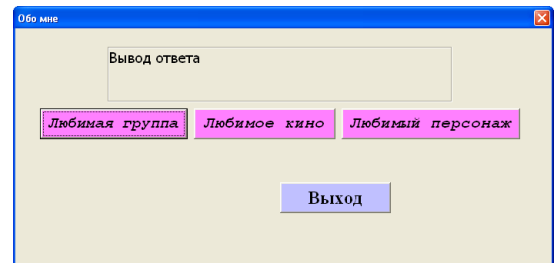 Обо мне
Вывод ответа
Любимая группа Любимое кино Любимый персонаж
Выход